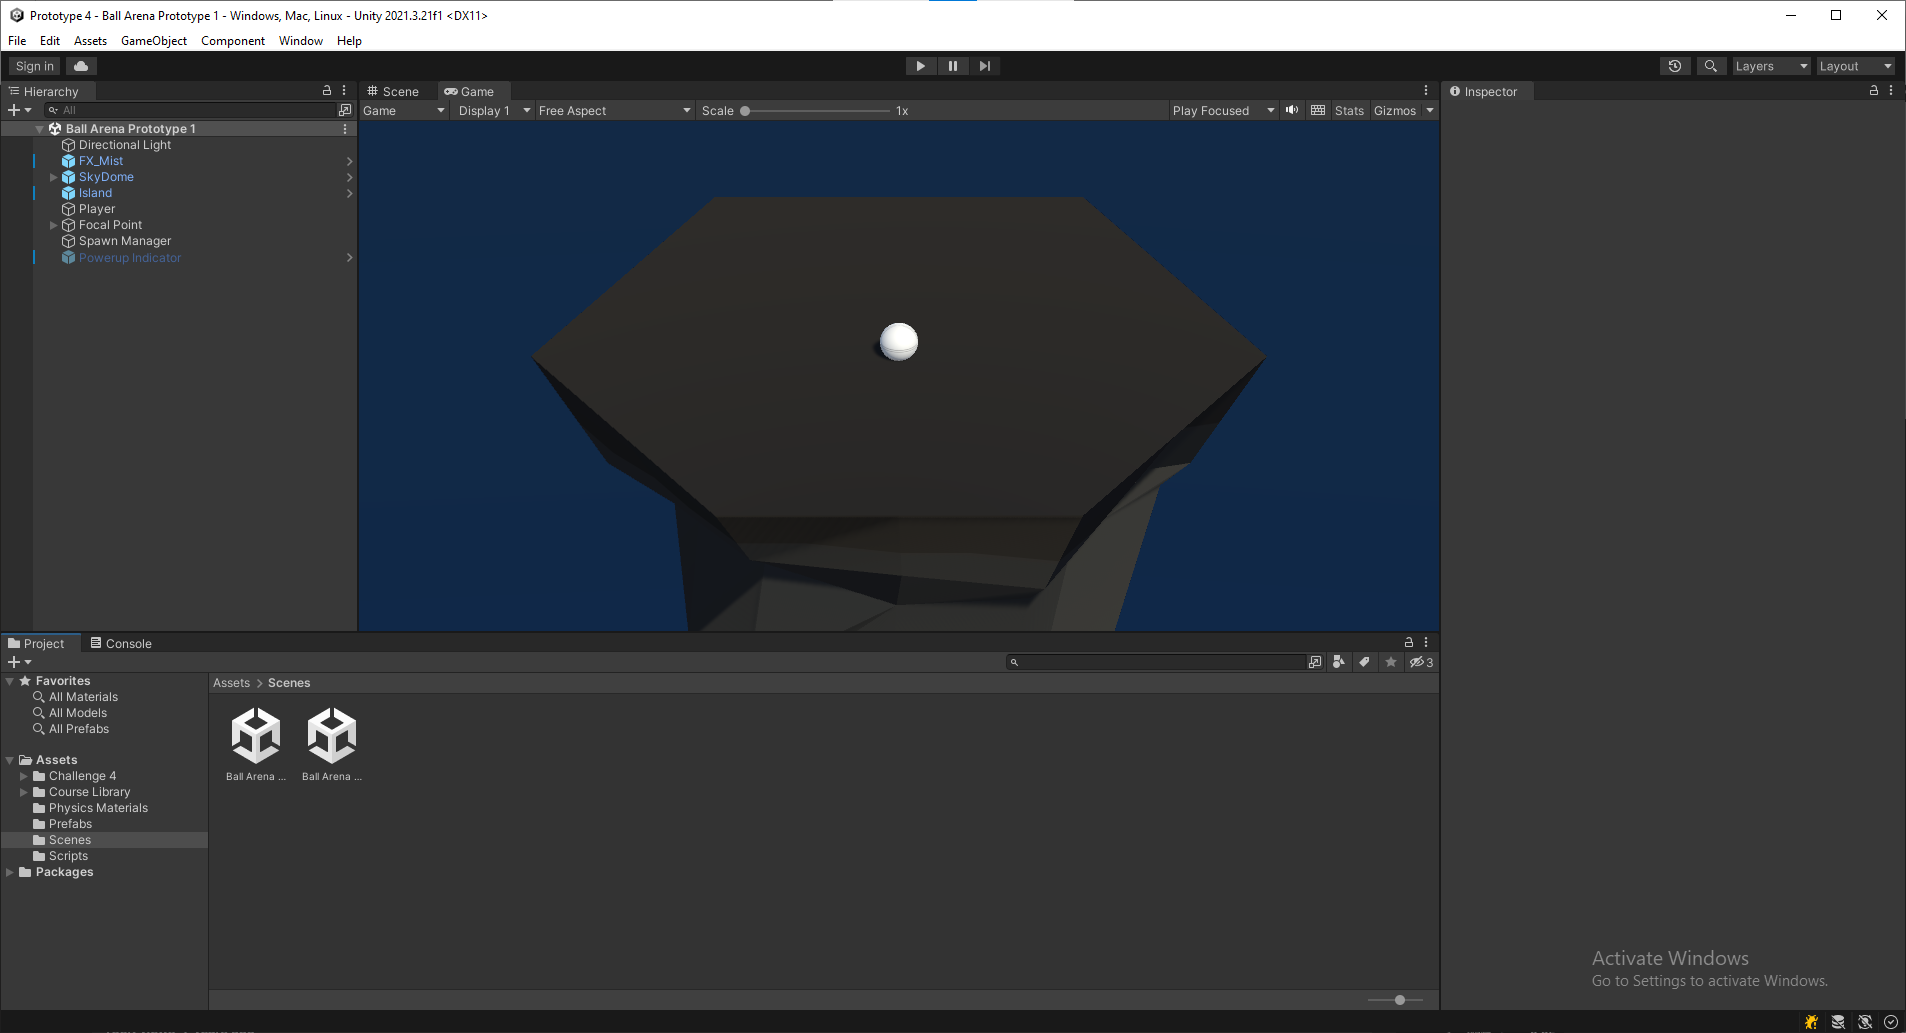 Prototype 4 - Ball Arena Prototype 1 - Windows, Mac, Linux - Unity 2021.3.21f1 <DX11>
File Edit Assets GameObject Component Window Help
Sign in
Layers
Layout
Hierarchy
All
Ball Arena Prototype 1
Directional Light
FX_Mist
SkyDome
Island
Player
Focal Point
Spawn Manager
Powerup Indicator
Scene
Game
Game
Display 1
Free Aspect
Scale
1x
Play Focused
Stats
Gizmos
Inspector
Project
Console
3
Favorites
All Materials
All Models
All Prefabs
Assets
Challenge 4
Course Library
Physics Materials
Prefabs
Scenes
Scripts
Packages
Assets > Scenes
Ball Arena ...
Ball Arena ...
Activate Windows
Go to Settings to activate Windows.